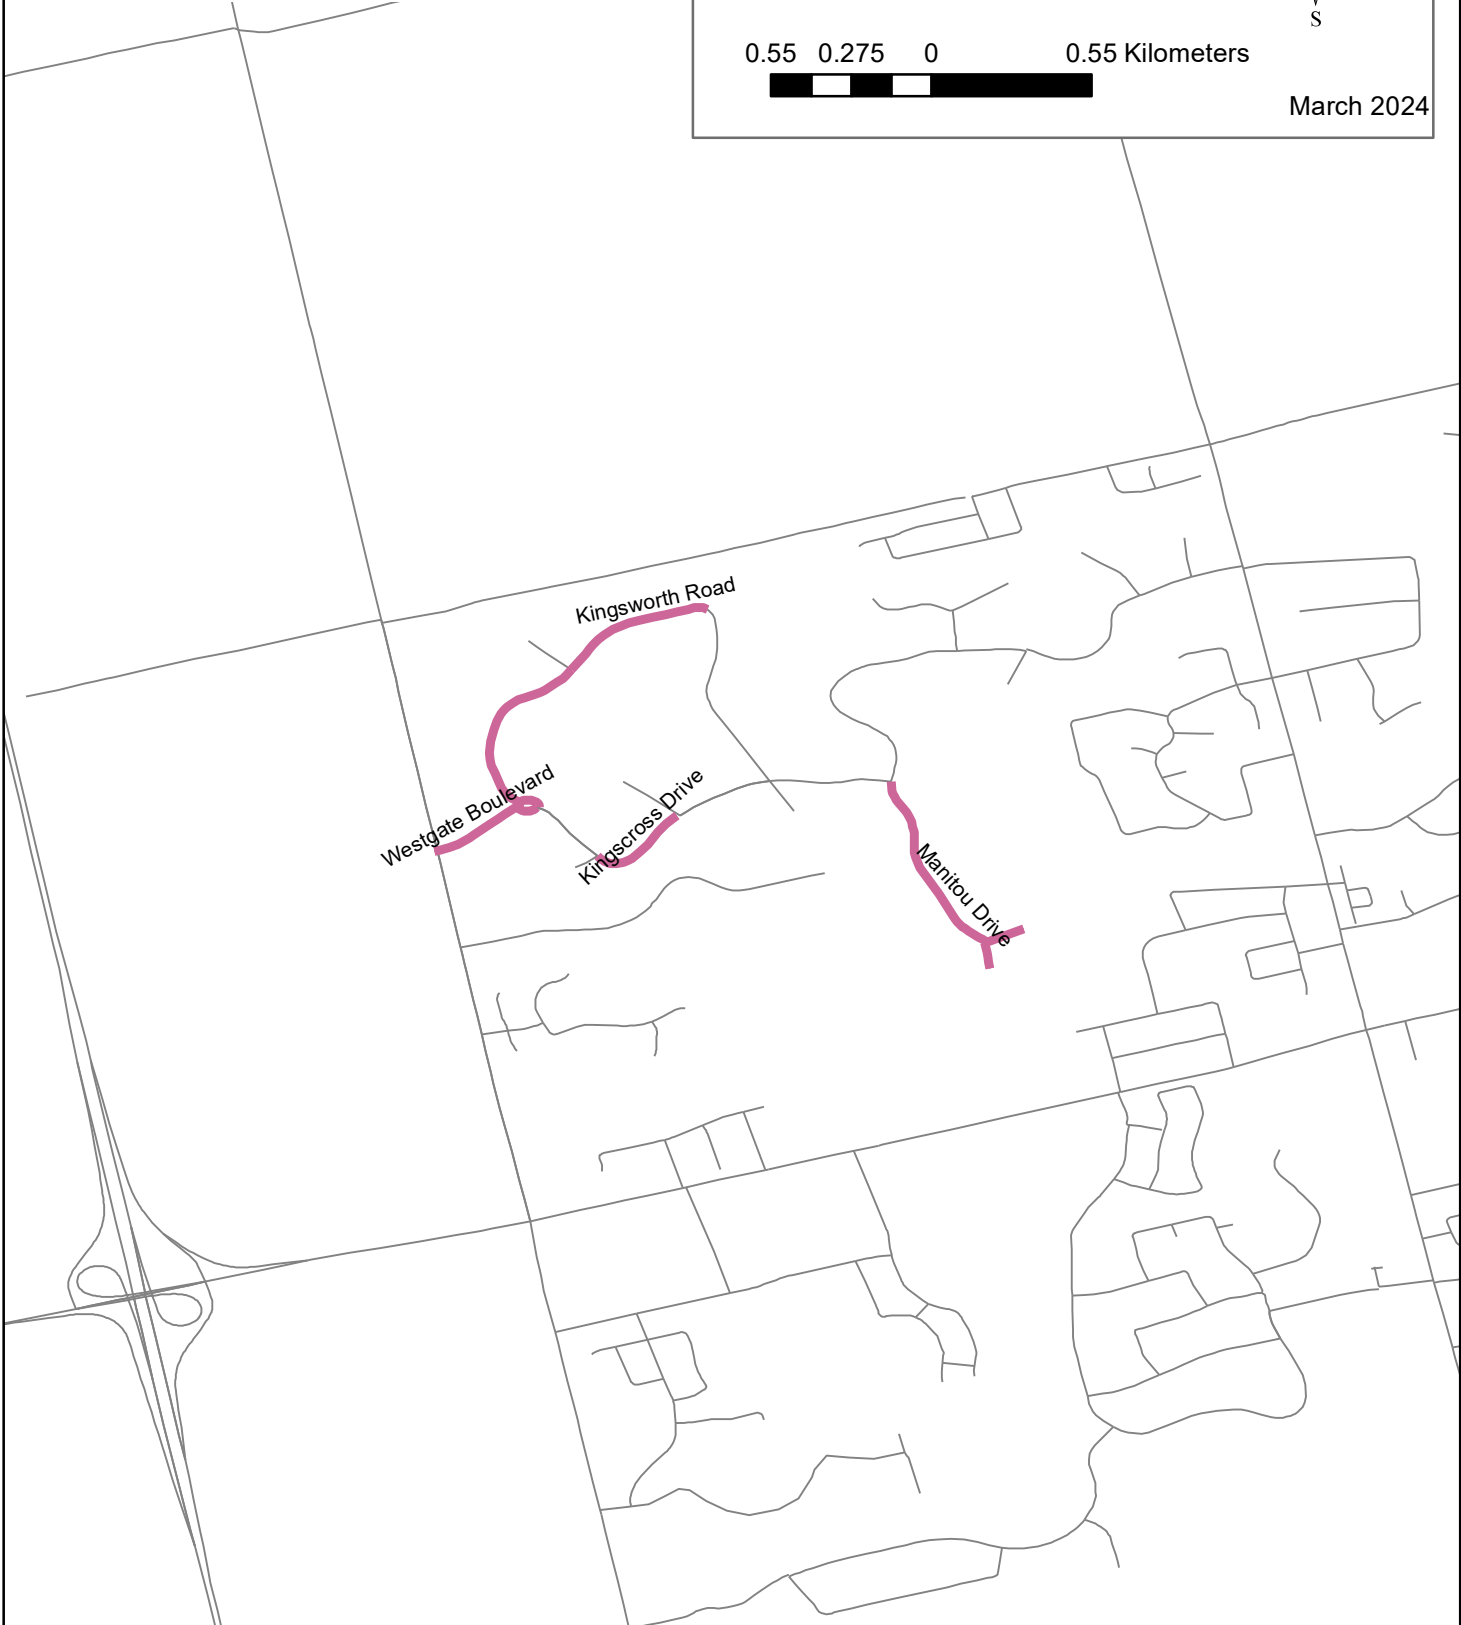 S
0.55 0.275 0 0.55 Kilometers
March 2024
Kingsworth Road
Westgate Boulevard
Kingscross Drive
Manitou Drive